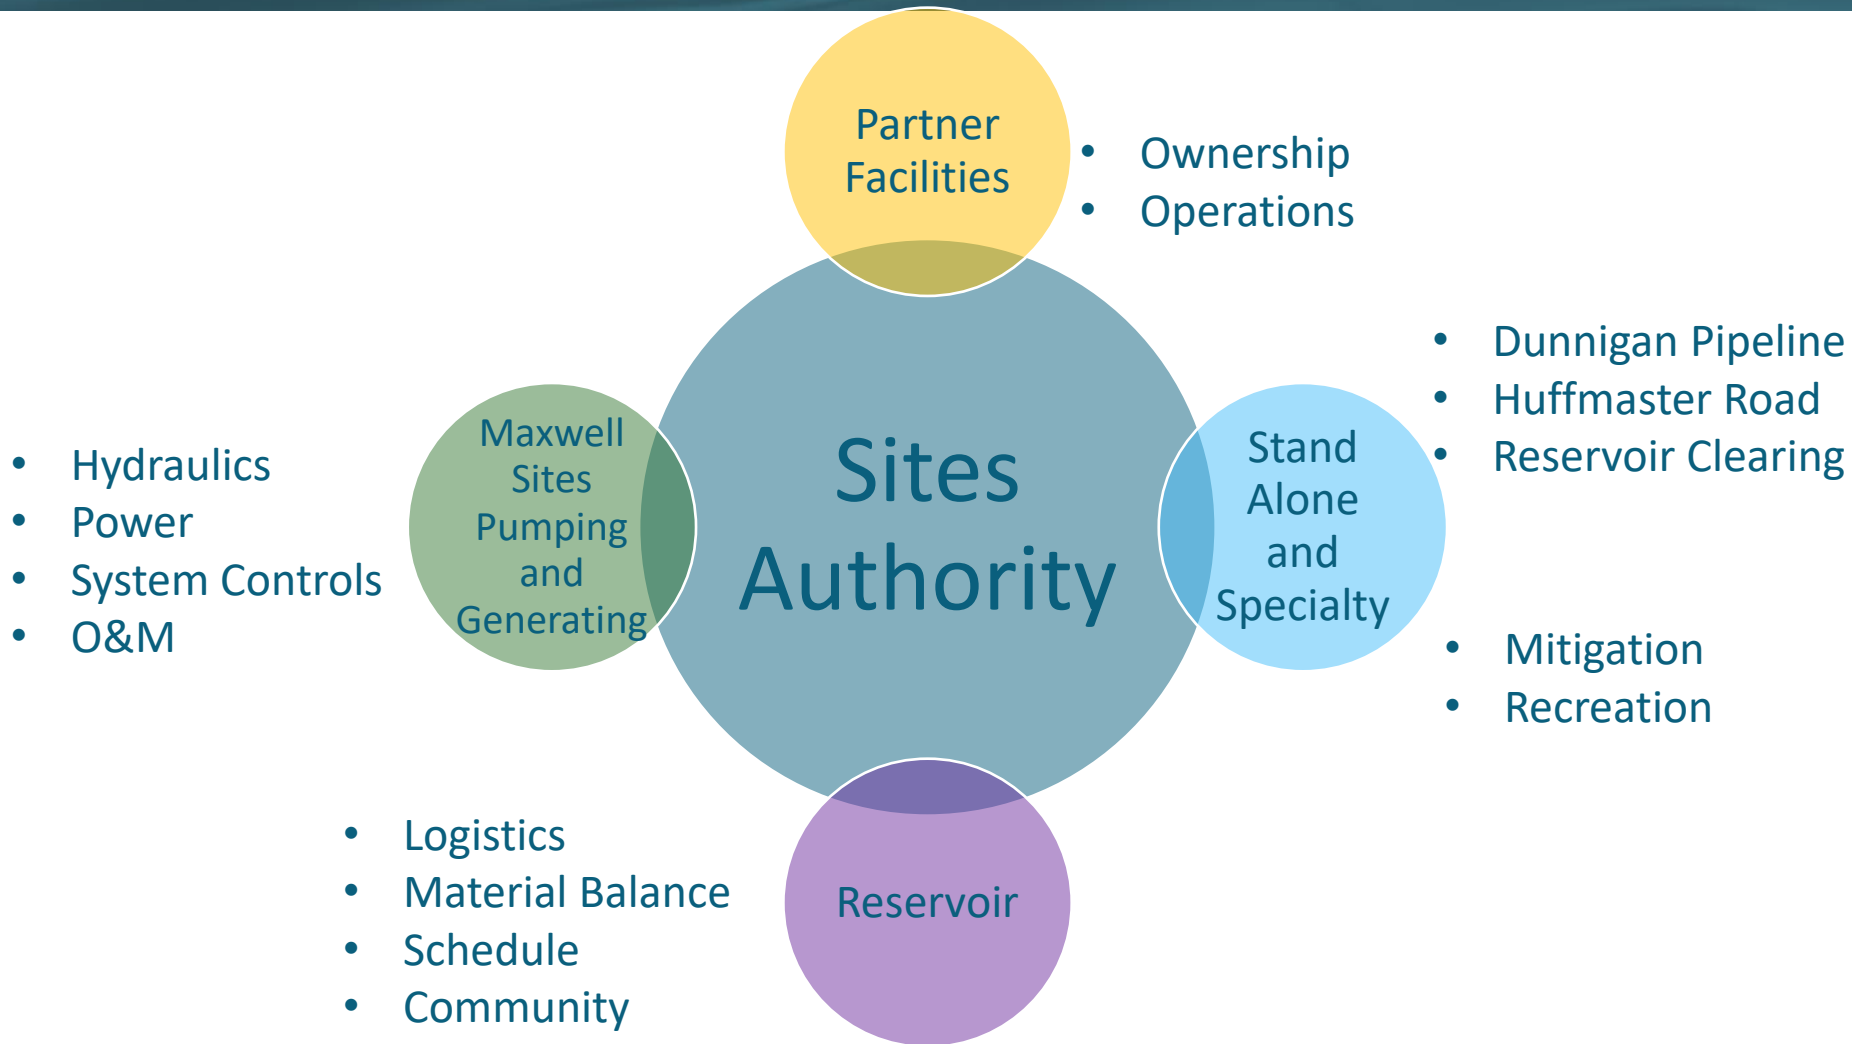 Partner
Facilities
• Ownership
• Operations
Maxwell
Sites
Pumping
and
Generating
• Hydraulics
• Power
• System Controls
• O&M
Sites
Authority
Stand
Alone
and
Specialty
• Dunnigan Pipeline
• Huffmaster Road
• Reservoir Clearing
• Mitigation
• Recreation
Reservoir
• Logistics
• Material Balance
• Schedule
• Community